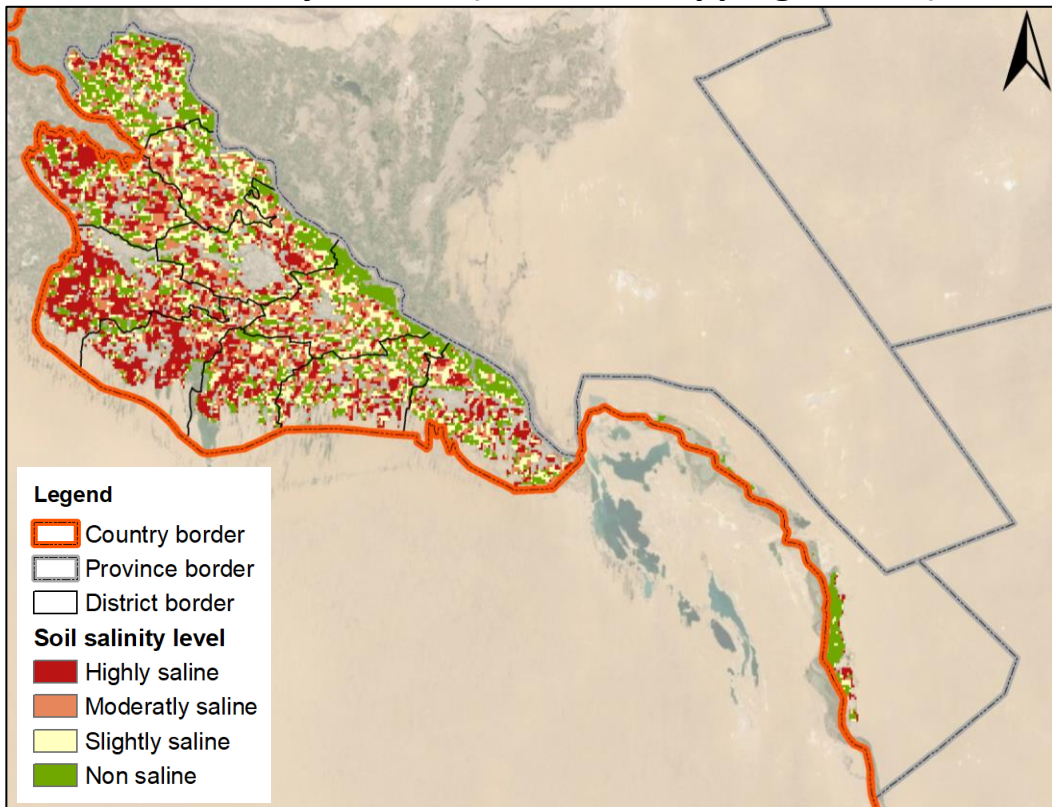 Legend
Country border
Province border
District border
Soil salinity level
Highly saline
Moderatly saline
Slightly saline
Non saline